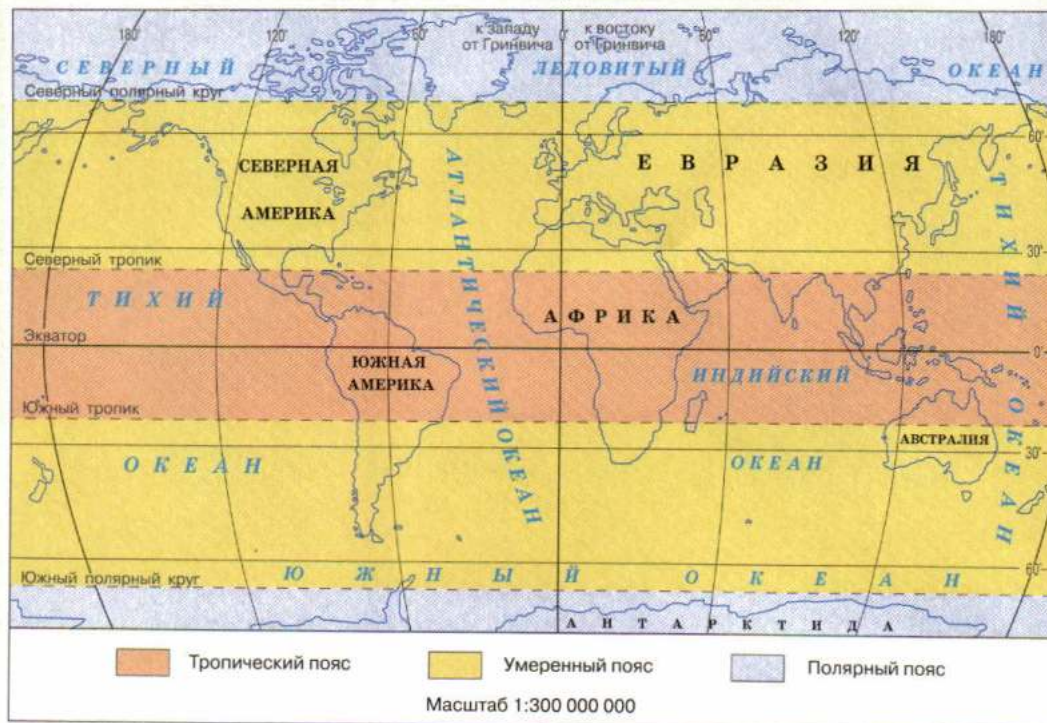 к западу к востоку
от Гринвича от Гринвича
180° 120° 60° 0° 60° 120° 180°
СЕВЕРНЫЙ ЛЕДОВИТЫЙ ОКЕАН
Северный полярный круг
60°
СЕВЕРНАЯ
АМЕРИКА
ЕВРАЗИЯ
АТЛАНТИЧЕСКИЙ ОКЕАН
ТИХИЙ
30°
Северный тропик
ТИХИЙ
АФРИКА
Экватор
0°
ЮЖНАЯ
АМЕРИКА
ИНДИЙСКИЙ
ОКЕАН
Южный тропик
АВСТРАЛИЯ
30°
ОКЕАН
ОКЕАН
60°
Южный полярный круг
ЮЖНЫЙ ОКЕАН
АНТАРКТИДА
Тропический пояс Умеренный пояс Полярный пояс
Масштаб 1:300 000 000